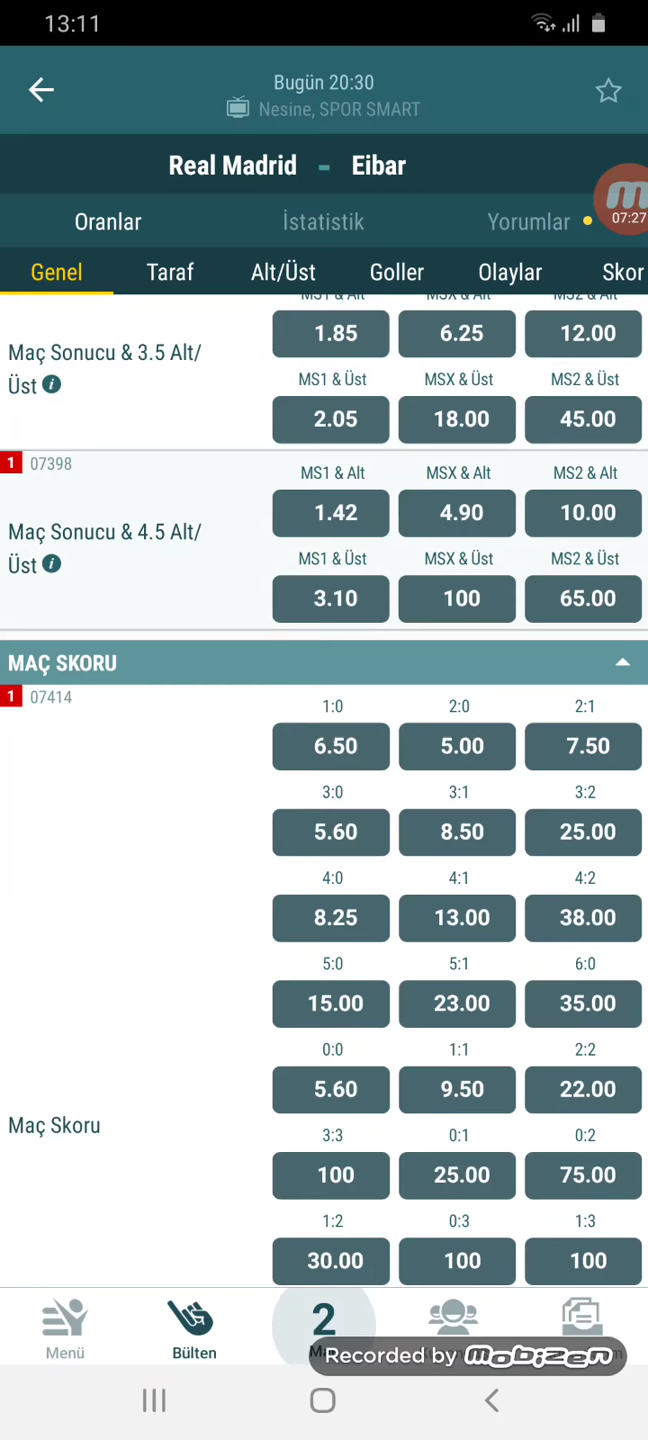 13:11
Bugün 20:30
Nesine, SPOR SMART
Real Madrid - Eibar
07:27
Oranlar İstatistik Yorumlar
Genel Taraf Alt/Üst Goller Olaylar Skor
MS1 & Alt MSX & Alt MS2 & Alt
1.85 6.25 12.00
Maç Sonucu & 3.5 Alt/
Üst
MS1 & Üst MSX & Üst MS2 & Üst
2.05 18.00 45.00
1 07398
MS1 & Alt MSX & Alt MS2 & Alt
1.42 4.90 10.00
Maç Sonucu & 4.5 Alt/
Üst
MS1 & Üst MSX & Üst MS2 & Üst
3.10 100 65.00
MAÇ SKORU
1 07414
1:0 2:0 2:1
6.50 5.00 7.50
3:0 3:1 3:2
5.60 8.50 25.00
4:0 4:1 4:2
8.25 13.00 38.00
5:0 5:1 6:0
15.00 23.00 35.00
0:0 1:1 2:2
5.60 9.50 22.00
Maç Skoru
3:3 0:1 0:2
100 25.00 75.00
1:2 0:3 1:3
30.00 100 100
2
Menü Bülten
Recorded by mobizen